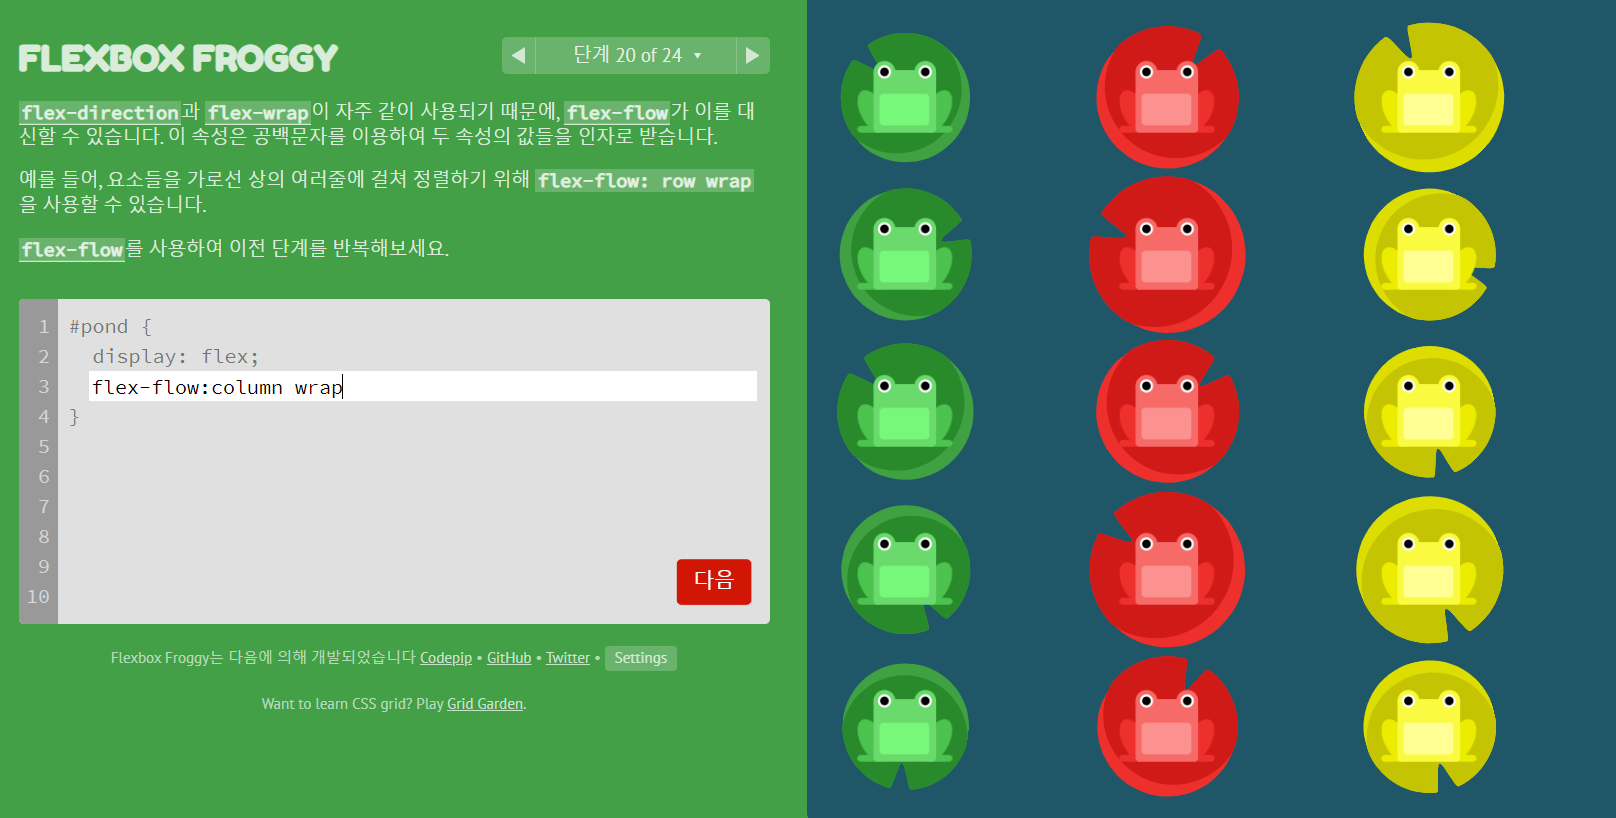 FLEXBOX FROGGY
◀ 단계 20 of 24 ▾ ▶
flex-direction과 flex-wrap이 자주 같이 사용되기 때문에, flex-flow가 이를 대
신할 수 있습니다. 이 속성은 공백문자를 이용하여 두 속성의 값들을 인자로 받습니다.
예를 들어, 요소들을 가로선 상의 여러줄에 걸쳐 정렬하기 위해 flex-flow: row wrap
을 사용할 수 있습니다.
flex-flow를 사용하여 이전 단계를 반복해보세요.
1 #pond {
2 display: flex;
3 flex-flow:column wrap
4 }
5
6
7
8
9
10
다음
Flexbox Froggy는 다음에 의해 개발되었습니다 Codepip • GitHub • Twitter • Settings
Want to learn CSS grid? Play Grid Garden.